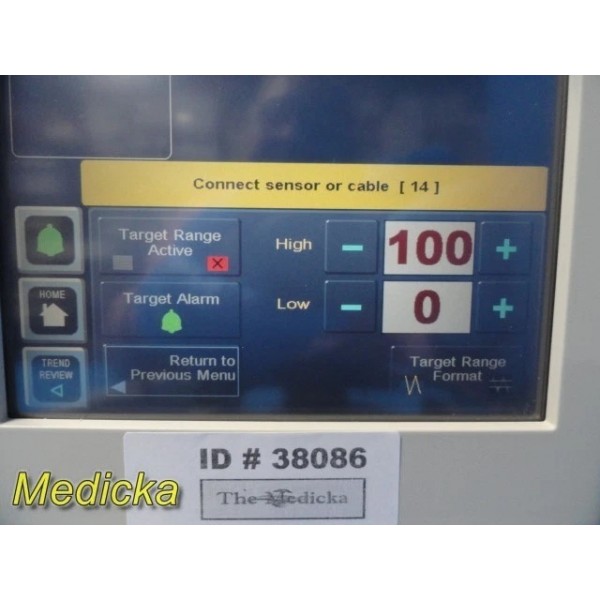 Connect sensor or cable [ 14 ]
Target Range
Active
High
100
HOME
Target Alarm
Low
0
TREND
REVIEW
Return to
Previous Menu
Target Range
Format
ID # 38086
The Medicka
Medicka